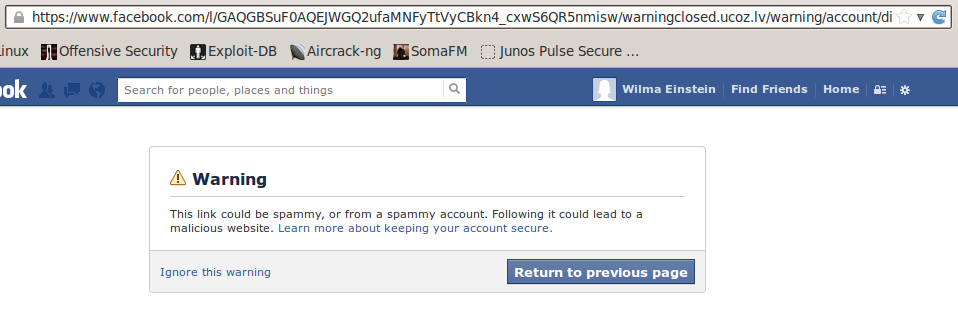 https://www.facebook.com/l/GAQGBSuF0AQEJWGQ2ufaMNFyTtVyCBkn4_cxwS6QR5nmisw/warningclosed.ucoz.lv/warning/account/di
inux Offensive Security Exploit-DB Aircrack-ng SomaFM Junos Pulse Secure ...
ook Search for people, places and things Wilma Einstein Find Friends Home
Warning
This link could be spammy, or from a spammy account. Following it could lead to a
malicious website. Learn more about keeping your account secure.
Ignore this warning Return to previous page